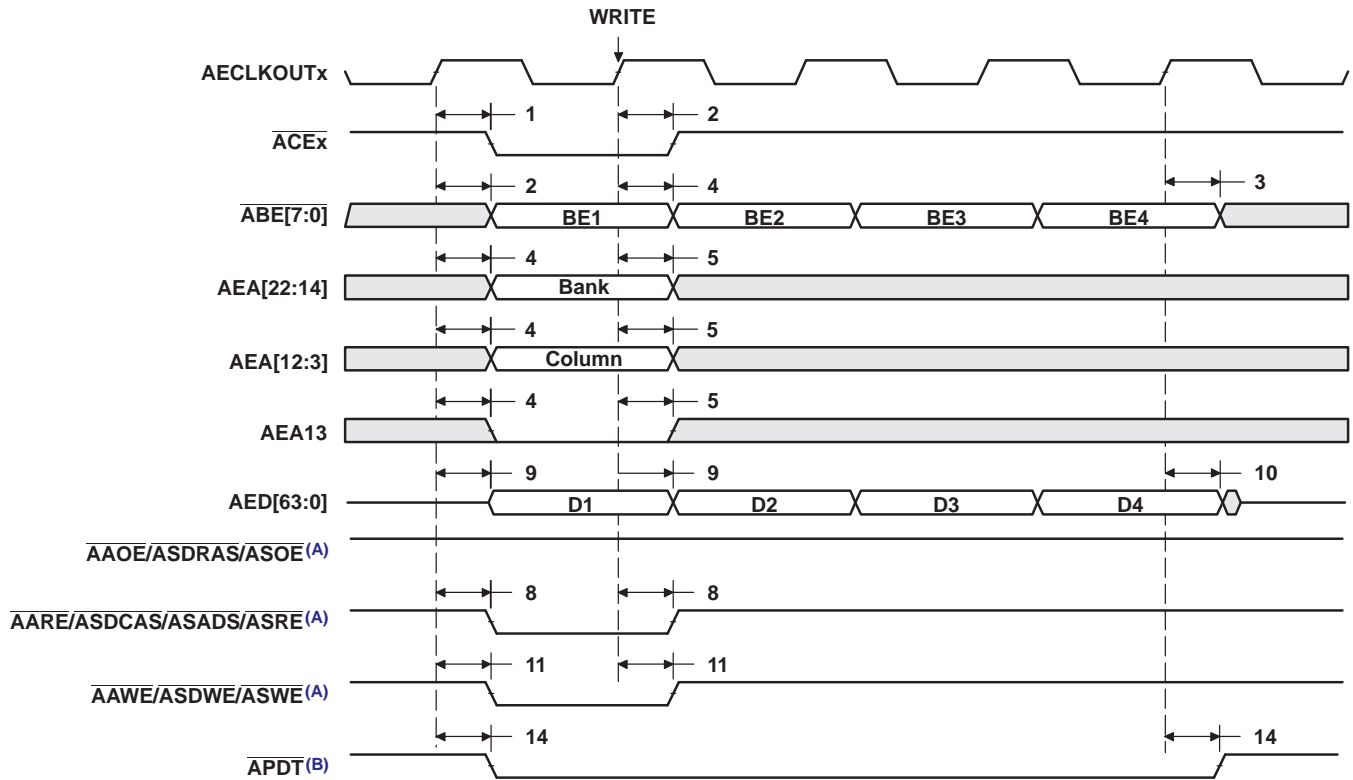 WRITE
AECLKOUTx
1 2
ACEx
2 4 3
ABE[7:0] BE1 BE2 BE3 BE4
4 5
AEA[22:14] Bank
4 5
AEA[12:3] Column
4 5
AEA13
9 9 10
AED[63:0] D1 D2 D3 D4
AAOE/ASDRAS/ASOE(A)
8 8
AARE/ASDCAS/ASADS/ASRE(A)
11 11
AAWE/ASDWE/ASWE(A)
14 14
APDT(B)